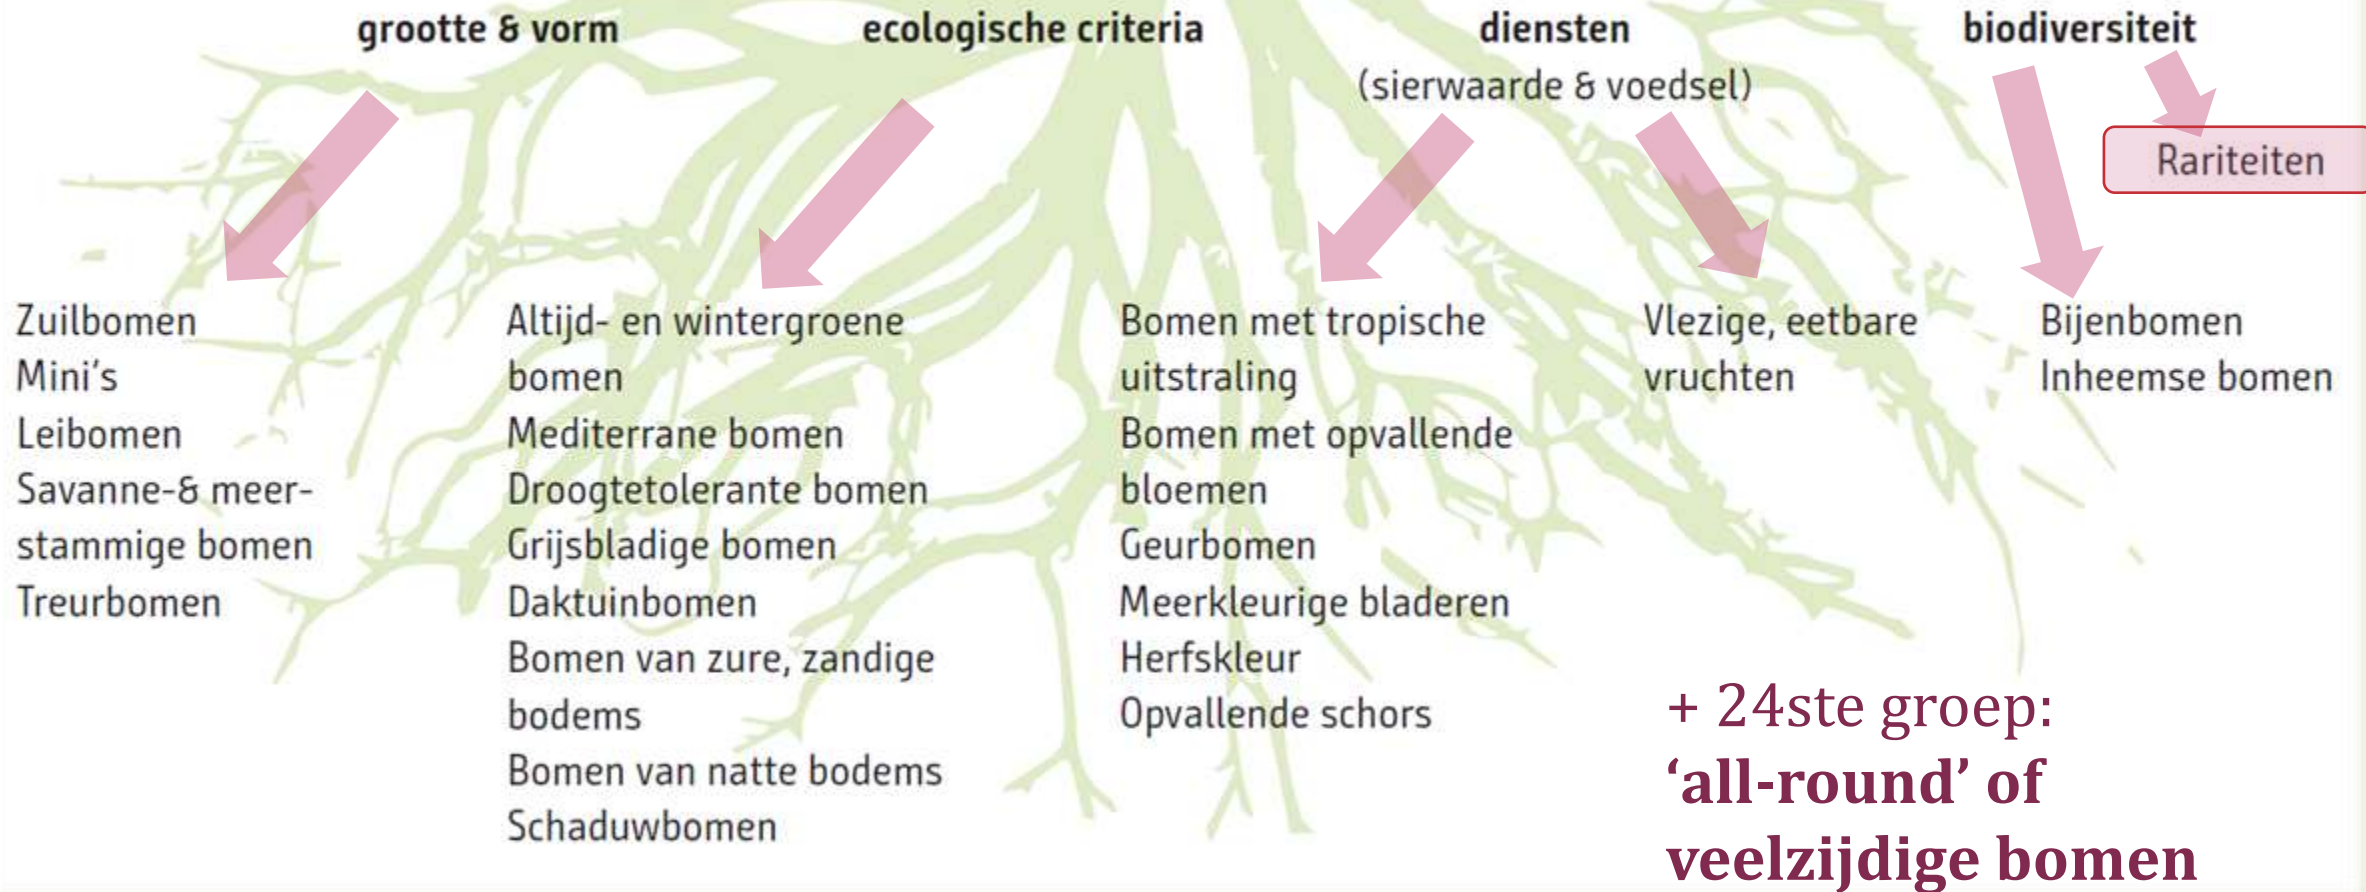 grootte & vorm
ecologische criteria
diensten
(sierwaarde & voedsel)
biodiversiteit
Rariteiten
Zuilbomen
Mini's
Leibomen
Savanne-& meer-
stammige bomen
Treurbomen
Altijd- en wintergroene
bomen
Mediterrane bomen
Droogtetolerante bomen
Grijsbladige bomen
Daktuinbomen
Bomen van zure, zandige
bodems
Bomen van natte bodems
Schaduwbomen
Bomen met tropische
uitstraling
Bomen met opvallende
bloemen
Geurbomen
Meerkleurige bladeren
Herfskleur
Opvallende schors
Vlezige, eetbare
vruchten
Bijenbomen
Inheemse bomen
+ 24ste groep:
‘all-round’ of
veelzijdige bomen